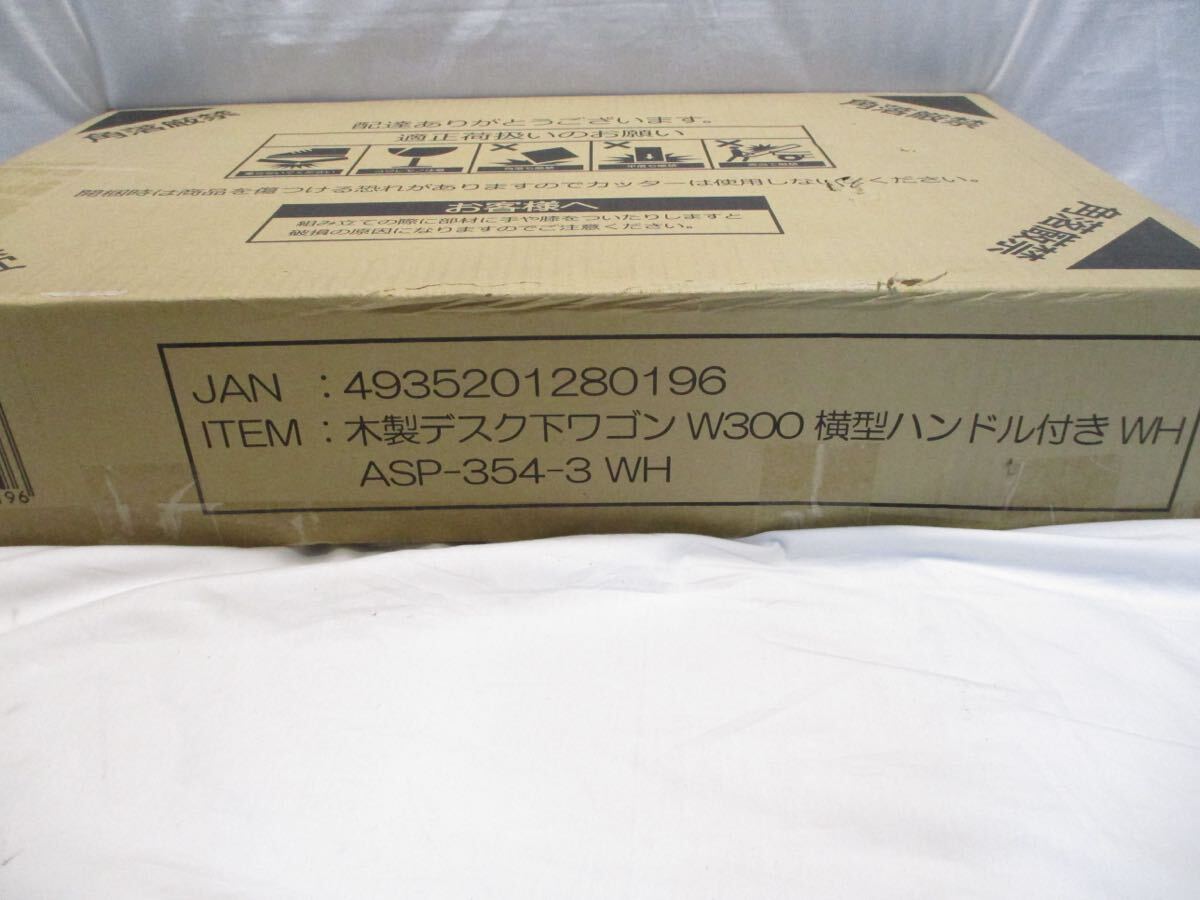 角落厳禁
角落厳禁
配達ありがとうございます。
適正荷扱いのお願い
開梱時は商品を傷つける恐れがありますのでカッターは使用しないでください。
お客様へ
組み立ての際に部材に手や膝をついたりしますと
破損の原因になりますのでご注意ください。
角落厳禁
JAN : 4935201280196
ITEM : 木製デスク下ワゴン W300 横型ハンドル付き WH
ASP-354-3 WH
196